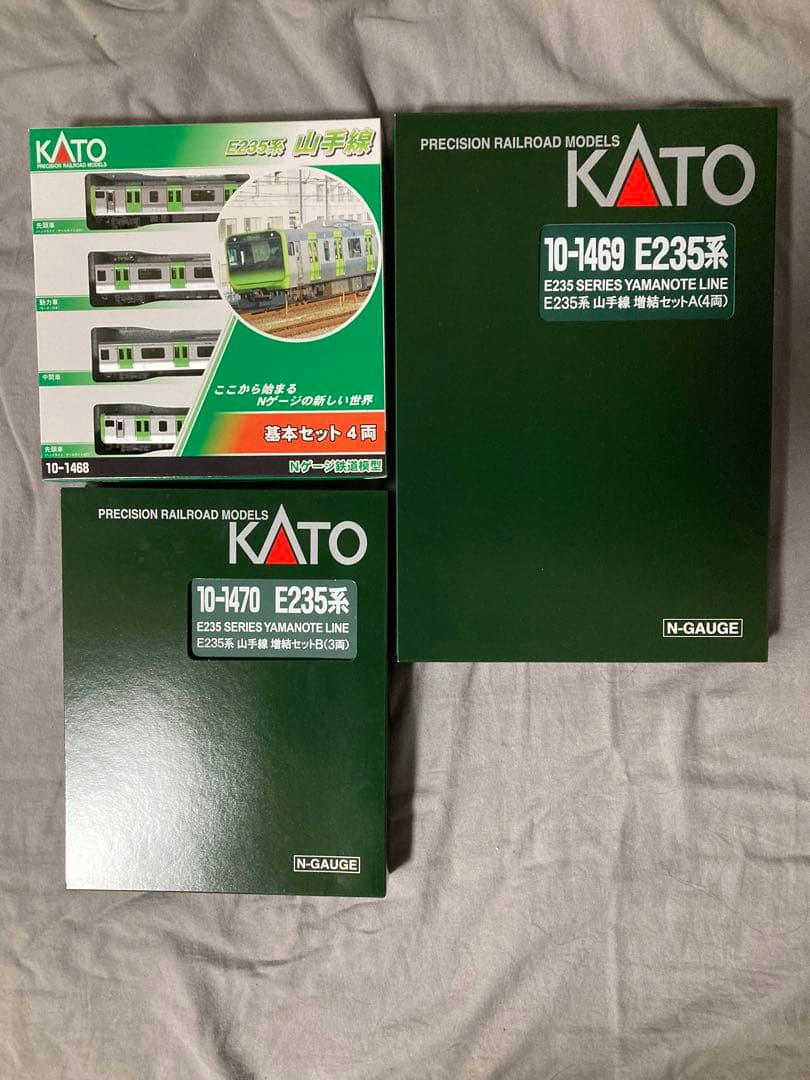 KATO
PRECISION RAILROAD MODELS
E235系 山手線
先頭車
動力車
中間車
先頭車
ここから始まる
Nゲージの新しい世界
基本セット 4両
10-1468
Nゲージ鉄道模型
PRECISION RAILROAD MODELS
KATO
10-1469 E235系
E235 SERIES YAMANOTE LINE
E235系 山手線 増結セットA(4両)
N-GAUGE
PRECISION RAILROAD MODELS
KATO
10-1470 E235系
E235 SERIES YAMANOTE LINE
E235系 山手線 増結セットB(3両)
N-GAUGE